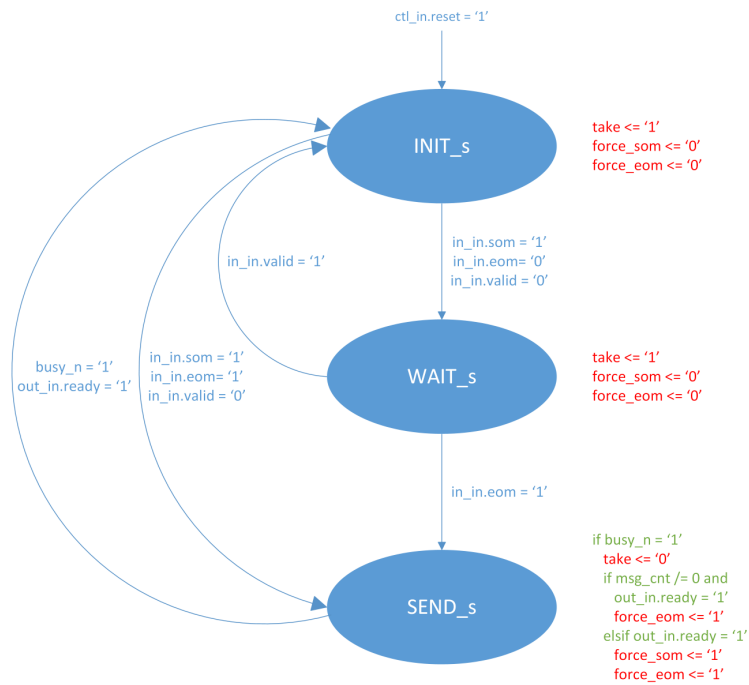 ctl_in.reset = ‘1’
INIT_s
take <= ‘1’
force_som <= ‘0’
force_eom <= ‘0’
in_in.som = ‘1’
in_in.eom= ‘0’
in_in.valid = ‘0’
in_in.valid = ‘1’
busy_n = ‘1’
out_in.ready = ‘1’
in_in.som = ‘1’
in_in.eom= ‘1’
in_in.valid = ‘0’
WAIT_s
take <= ‘1’
force_som <= ‘0’
force_eom <= ‘0’
in_in.eom = ‘1’
SEND_s
if busy_n = ‘1’
take <= ‘0’
if msg_cnt /= 0 and
out_in.ready = ‘1’
force_eom <= ‘1’
elsif out_in.ready = ‘1’
force_som <= ‘1’
force_eom <= ‘1’